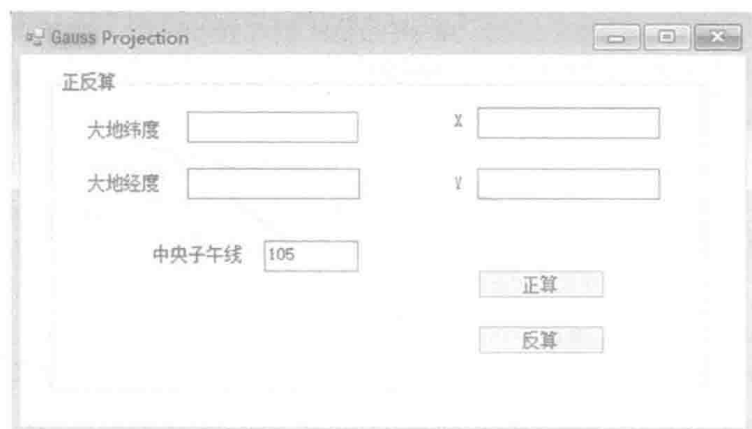 Gauss Projection
正反算
大地纬度
X
大地经度
Y
中央子午线 105
正算
反算